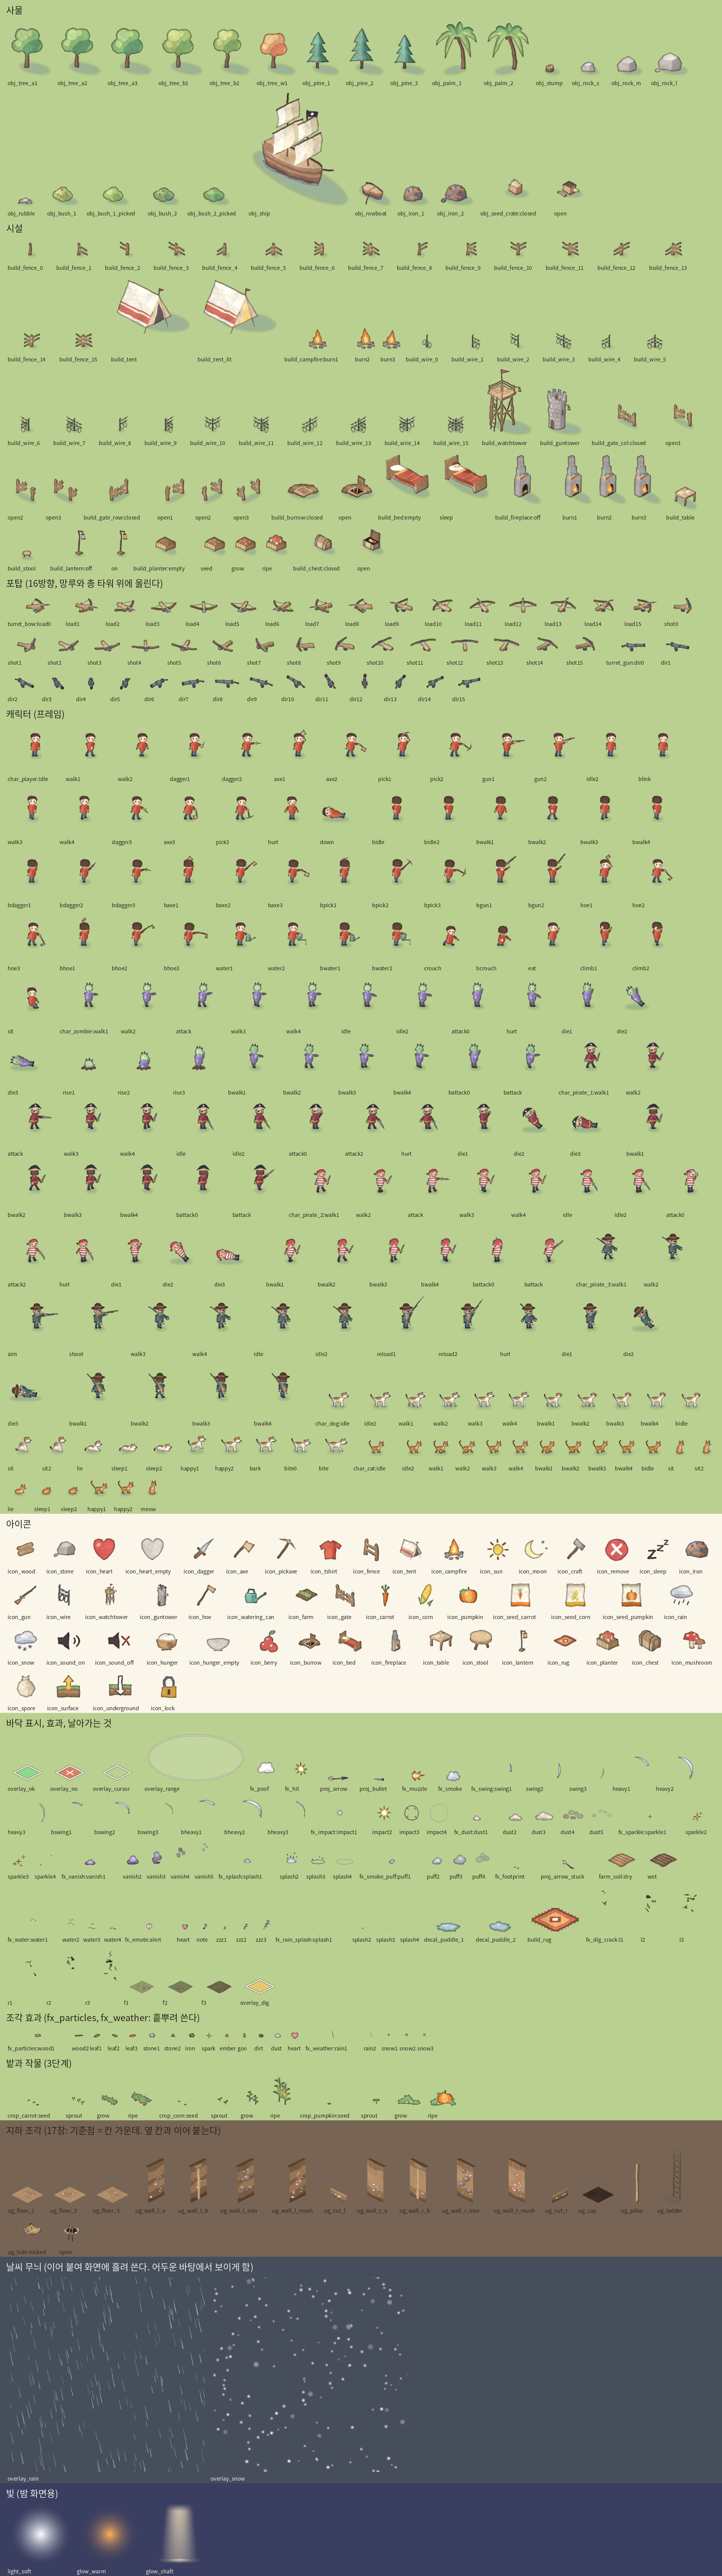 사물
obj_tree_a1 obj_tree_a2 obj_tree_a3 obj_tree_b1 obj_tree_b2 obj_tree_w1 obj_pine_1 obj_pine_2 obj_pine_3 obj_palm_1 obj_palm_2 obj_stump obj_rock_s obj_rock_m obj_rock_l
obj_rubble obj_bush_1 obj_bush_1_picked obj_bush_2 obj_bush_2_picked obj_ship obj_rowboat obj_iron_1 obj_iron_2 obj_seed_crate:closed open
시설
build_fence_0 build_fence_1 build_fence_2 build_fence_3 build_fence_4 build_fence_5 build_fence_6 build_fence_7 build_fence_8 build_fence_9 build_fence_10 build_fence_11 build_fence_12 build_fence_13
build_fence_14 build_fence_15 build_tent build_tent_lit build_campfire:burn1 burn2 burn3 build_wire_0 build_wire_1 build_wire_2 build_wire_3 build_wire_4 build_wire_5
build_wire_6 build_wire_7 build_wire_8 build_wire_9 build_wire_10 build_wire_11 build_wire_12 build_wire_13 build_wire_14 build_wire_15 build_watchtower build_guntower build_gate_col:closed open1
open2 open3 build_gate_row:closed open1 open2 open3 build_burrow:closed open build_bed:empty sleep build_fireplace:off burn1 burn2 burn3 build_table
build_stool build_lantern:off on build_planter:empty seed grow ripe build_chest:closed open
포탑 (16방향, 망루와 총 타워 위에 올린다)
turret_bow:load0 load1 load2 load3 load4 load5 load6 load7 load8 load9 load10 load11 load12 load13 load14 load15 shot0
shot1 shot2 shot3 shot4 shot5 shot6 shot7 shot8 shot9 shot10 shot11 shot12 shot13 shot14 shot15 turret_gun:dir0 dir1
dir2 dir3 dir4 dir5 dir6 dir7 dir8 dir9 dir10 dir11 dir12 dir13 dir14 dir15
캐릭터 (프레임)
char_player:idle walk1 walk2 dagger1 dagger2 axe1 axe2 pick1 pick2 gun1 gun2 idle2 blink
walk3 walk4 dagger3 axe3 pick3 hurt down bidle bidle2 bwalk1 bwalk2 bwalk3 bwalk4
bdagger1 bdagger2 bdagger3 baxe1 baxe2 baxe3 bpick1 bpick2 bpick3 bgun1 bgun2 hoe1 hoe2
hoe3 bhoe1 bhoe2 bhoe3 water1 water2 bwater1 bwater2 crouch bcrouch eat climb1 climb2
sit char_zombie:walk1 walk2 attack walk3 walk4 idle idle2 attack0 hurt die1 die2
die3 rise1 rise2 rise3 bwalk1 bwalk2 bwalk3 bwalk4 battack0 battack char_pirate_1:walk1 walk2
attack walk3 walk4 idle idle2 attack0 attack2 hurt die1 die2 die3 bwalk1
bwalk2 bwalk3 bwalk4 battack0 battack char_pirate_2:walk1 walk2 attack walk3 walk4 idle idle2 attack0
attack2 hurt die1 die2 die3 bwalk1 bwalk2 bwalk3 bwalk4 battack0 battack char_pirate_3:walk1 walk2
aim shoot walk3 walk4 idle idle2 reload1 reload2 hurt die1 die2
die3 bwalk1 bwalk2 bwalk3 bwalk4 char_dog:idle idle2 walk1 walk2 walk3 walk4 bwalk1 bwalk2 bwalk3 bwalk4 bidle
sit sit2 lie sleep1 sleep2 happy1 happy2 bark bite0 bite char_cat:idle idle2 walk1 walk2 walk3 walk4 bwalk1 bwalk2 bwalk3 bwalk4 bidle sit sit2
lie sleep1 sleep2 happy1 happy2 meow
아이콘
icon_wood icon_stone icon_heart icon_heart_empty icon_dagger icon_axe icon_pickaxe icon_tshirt icon_fence icon_tent icon_campfire icon_sun icon_moon icon_craft icon_remove icon_sleep icon_iron
icon_gun icon_wire icon_watchtower icon_guntower icon_hoe icon_watering_can icon_farm icon_gate icon_carrot icon_corn icon_pumpkin icon_seed_carrot icon_seed_corn icon_seed_pumpkin icon_rain
icon_snow icon_sound_on icon_sound_off icon_hunger icon_hunger_empty icon_berry icon_burrow icon_bed icon_fireplace icon_table icon_stool icon_lantern icon_rug icon_planter icon_chest icon_mushroom
icon_spore icon_surface icon_underground icon_lock
바닥 표시, 효과, 날아가는 것
overlay_ok overlay_no overlay_cursor overlay_range fx_poof fx_hit proj_arrow proj_bullet fx_muzzle fx_smoke fx_swing:swing1 swing2 swing3 heavy1 heavy2
heavy3 bswing1 bswing2 bswing3 bheavy1 bheavy2 bheavy3 fx_impact:impact1 impact2 impact3 impact4 fx_dust:dust1 dust2 dust3 dust4 dust5 fx_sparkle:sparkle1 sparkle2
sparkle3 sparkle4 fx_vanish:vanish1 vanish2 vanish3 vanish4 vanish5 fx_splash:splash1 splash2 splash3 splash4 fx_smoke_puff:puff1 puff2 puff3 puff4 fx_footprint proj_arrow_stuck farm_soil:dry wet
fx_water:water1 water2 water3 water4 fx_emote:alert heart note zzz1 zzz2 zzz3 fx_rain_splash:splash1 splash2 splash3 splash4 decal_puddle_1 decal_puddle_2 build_rug fx_dig_crack:l1 l2 l3
r1 r2 r3 f1 f2 f3 overlay_dig
조각 효과 (fx_particles, fx_weather: 흩뿌려 쓴다)
fx_particles:wood1 wood2 leaf1 leaf2 leaf3 stone1 stone2 iron spark ember goo dirt dust heart fx_weather:rain1 rain2 snow1 snow2 snow3
밭과 작물 (3단계)
crop_carrot:seed sprout grow ripe crop_corn:seed sprout grow ripe crop_pumpkin:seed sprout grow ripe
지하 조각 (17장: 기준점 = 칸 가운데. 옆 칸과 이어 붙는다)
ug_floor_1 ug_floor_2 ug_floor_3 ug_wall_l_a ug_wall_l_b ug_wall_l_iron ug_wall_l_mush ug_cut_l ug_wall_r_a ug_wall_r_b ug_wall_r_iron ug_wall_r_mush ug_cut_r ug_cap ug_pillar ug_ladder
ug_hole:locked open
날씨 무늬 (이어 붙여 화면에 흘려 쓴다. 어두운 바탕에서 보이게 함)
overlay_rain overlay_snow
빛 (밤 화면용)
light_soft glow_warm glow_shaft